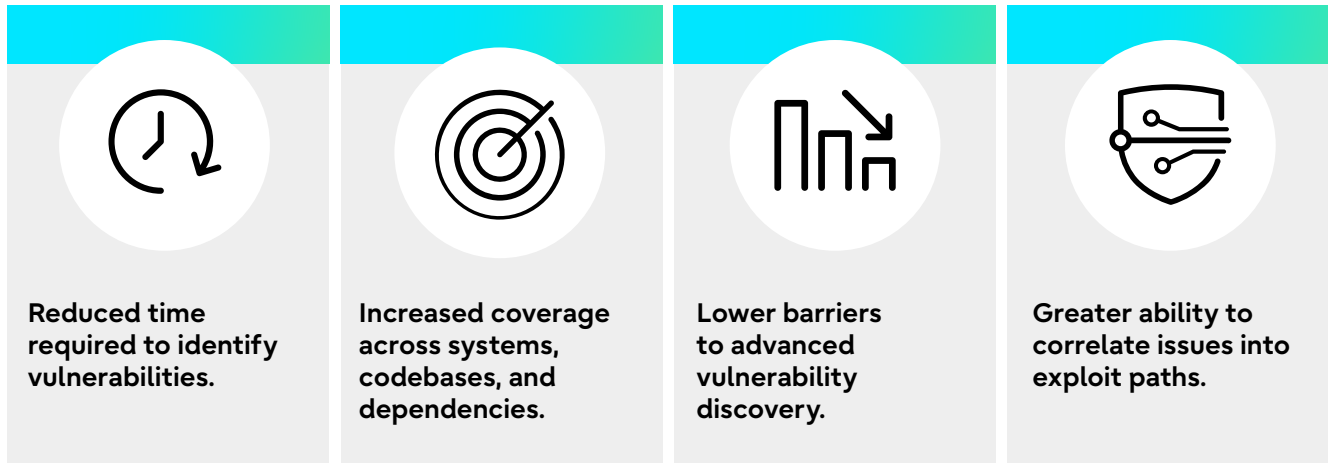 Reduced time
required to identify
vulnerabilities.
Increased coverage
across systems,
codebases, and
dependencies.
Lower barriers
to advanced
vulnerability
discovery.
Greater ability to
correlate issues into
exploit paths.